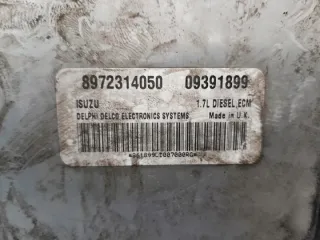 8972314050 09391899
ISUZU 1.7L DIESEL ECM
DELPHI DELCO ELECTRONICS SYSTEMS Made in U.K.